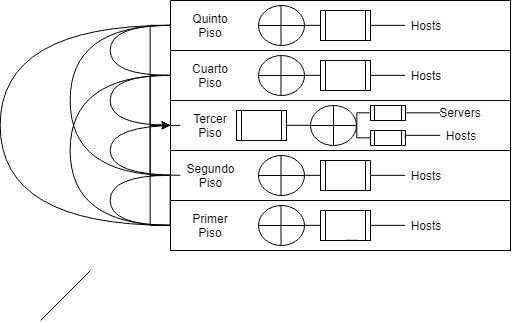 Quinto
Piso
Hosts
Cuarto
Piso
Hosts
Tercer
Piso
Servers
Hosts
Segundo
Piso
Hosts
Primer
Piso
Hosts